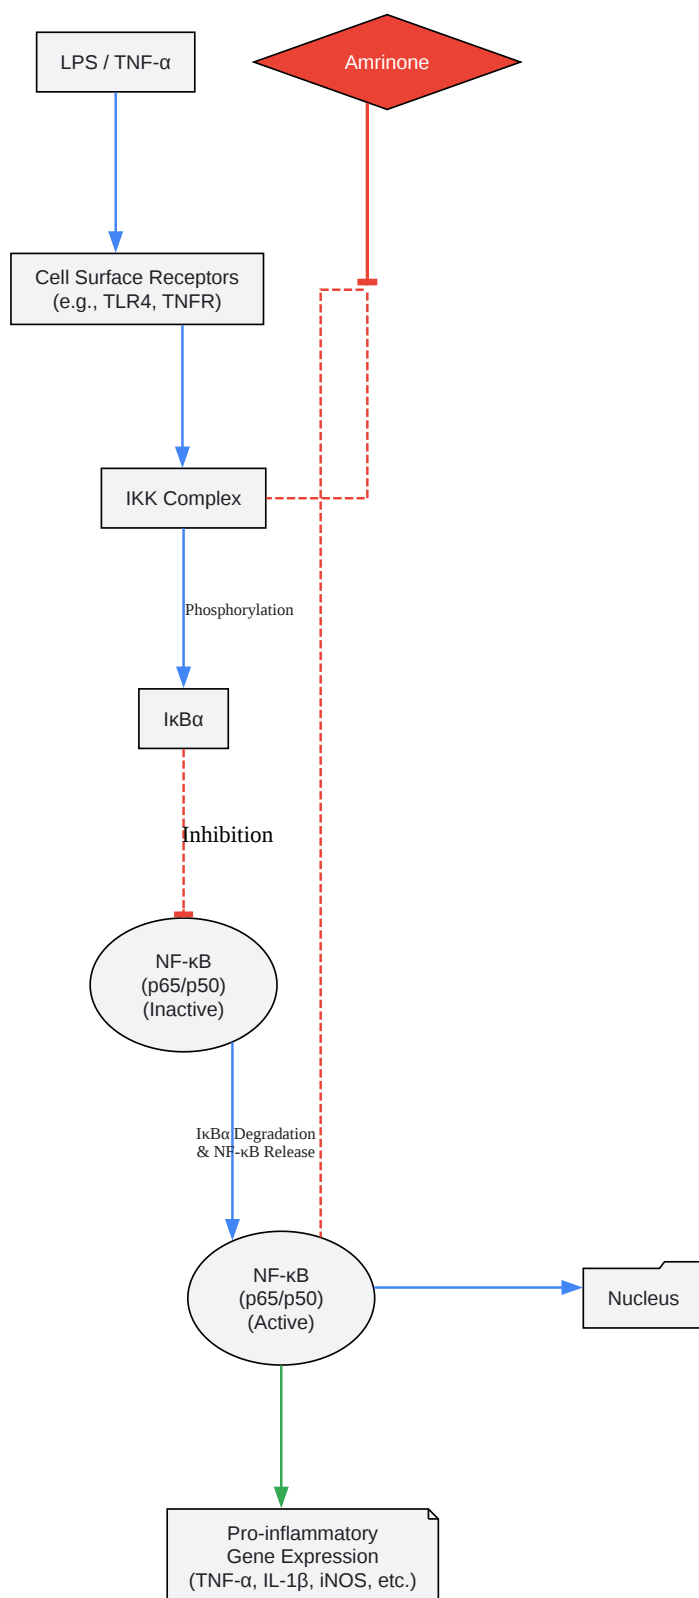 LPS / TNF-α
Amrinone
Cell Surface Receptors
(e.g., TLR4, TNFR)
IKK Complex
Phosphorylation
IκBα
Inhibition
NF-κB
(p65/p50)
(Inactive)
IκBα Degradation
& NF-κB Release
NF-κB
(p65/p50)
(Active)
Nucleus
Pro-inflammatory
Gene Expression
(TNF-α, IL-1β, iNOS, etc.)